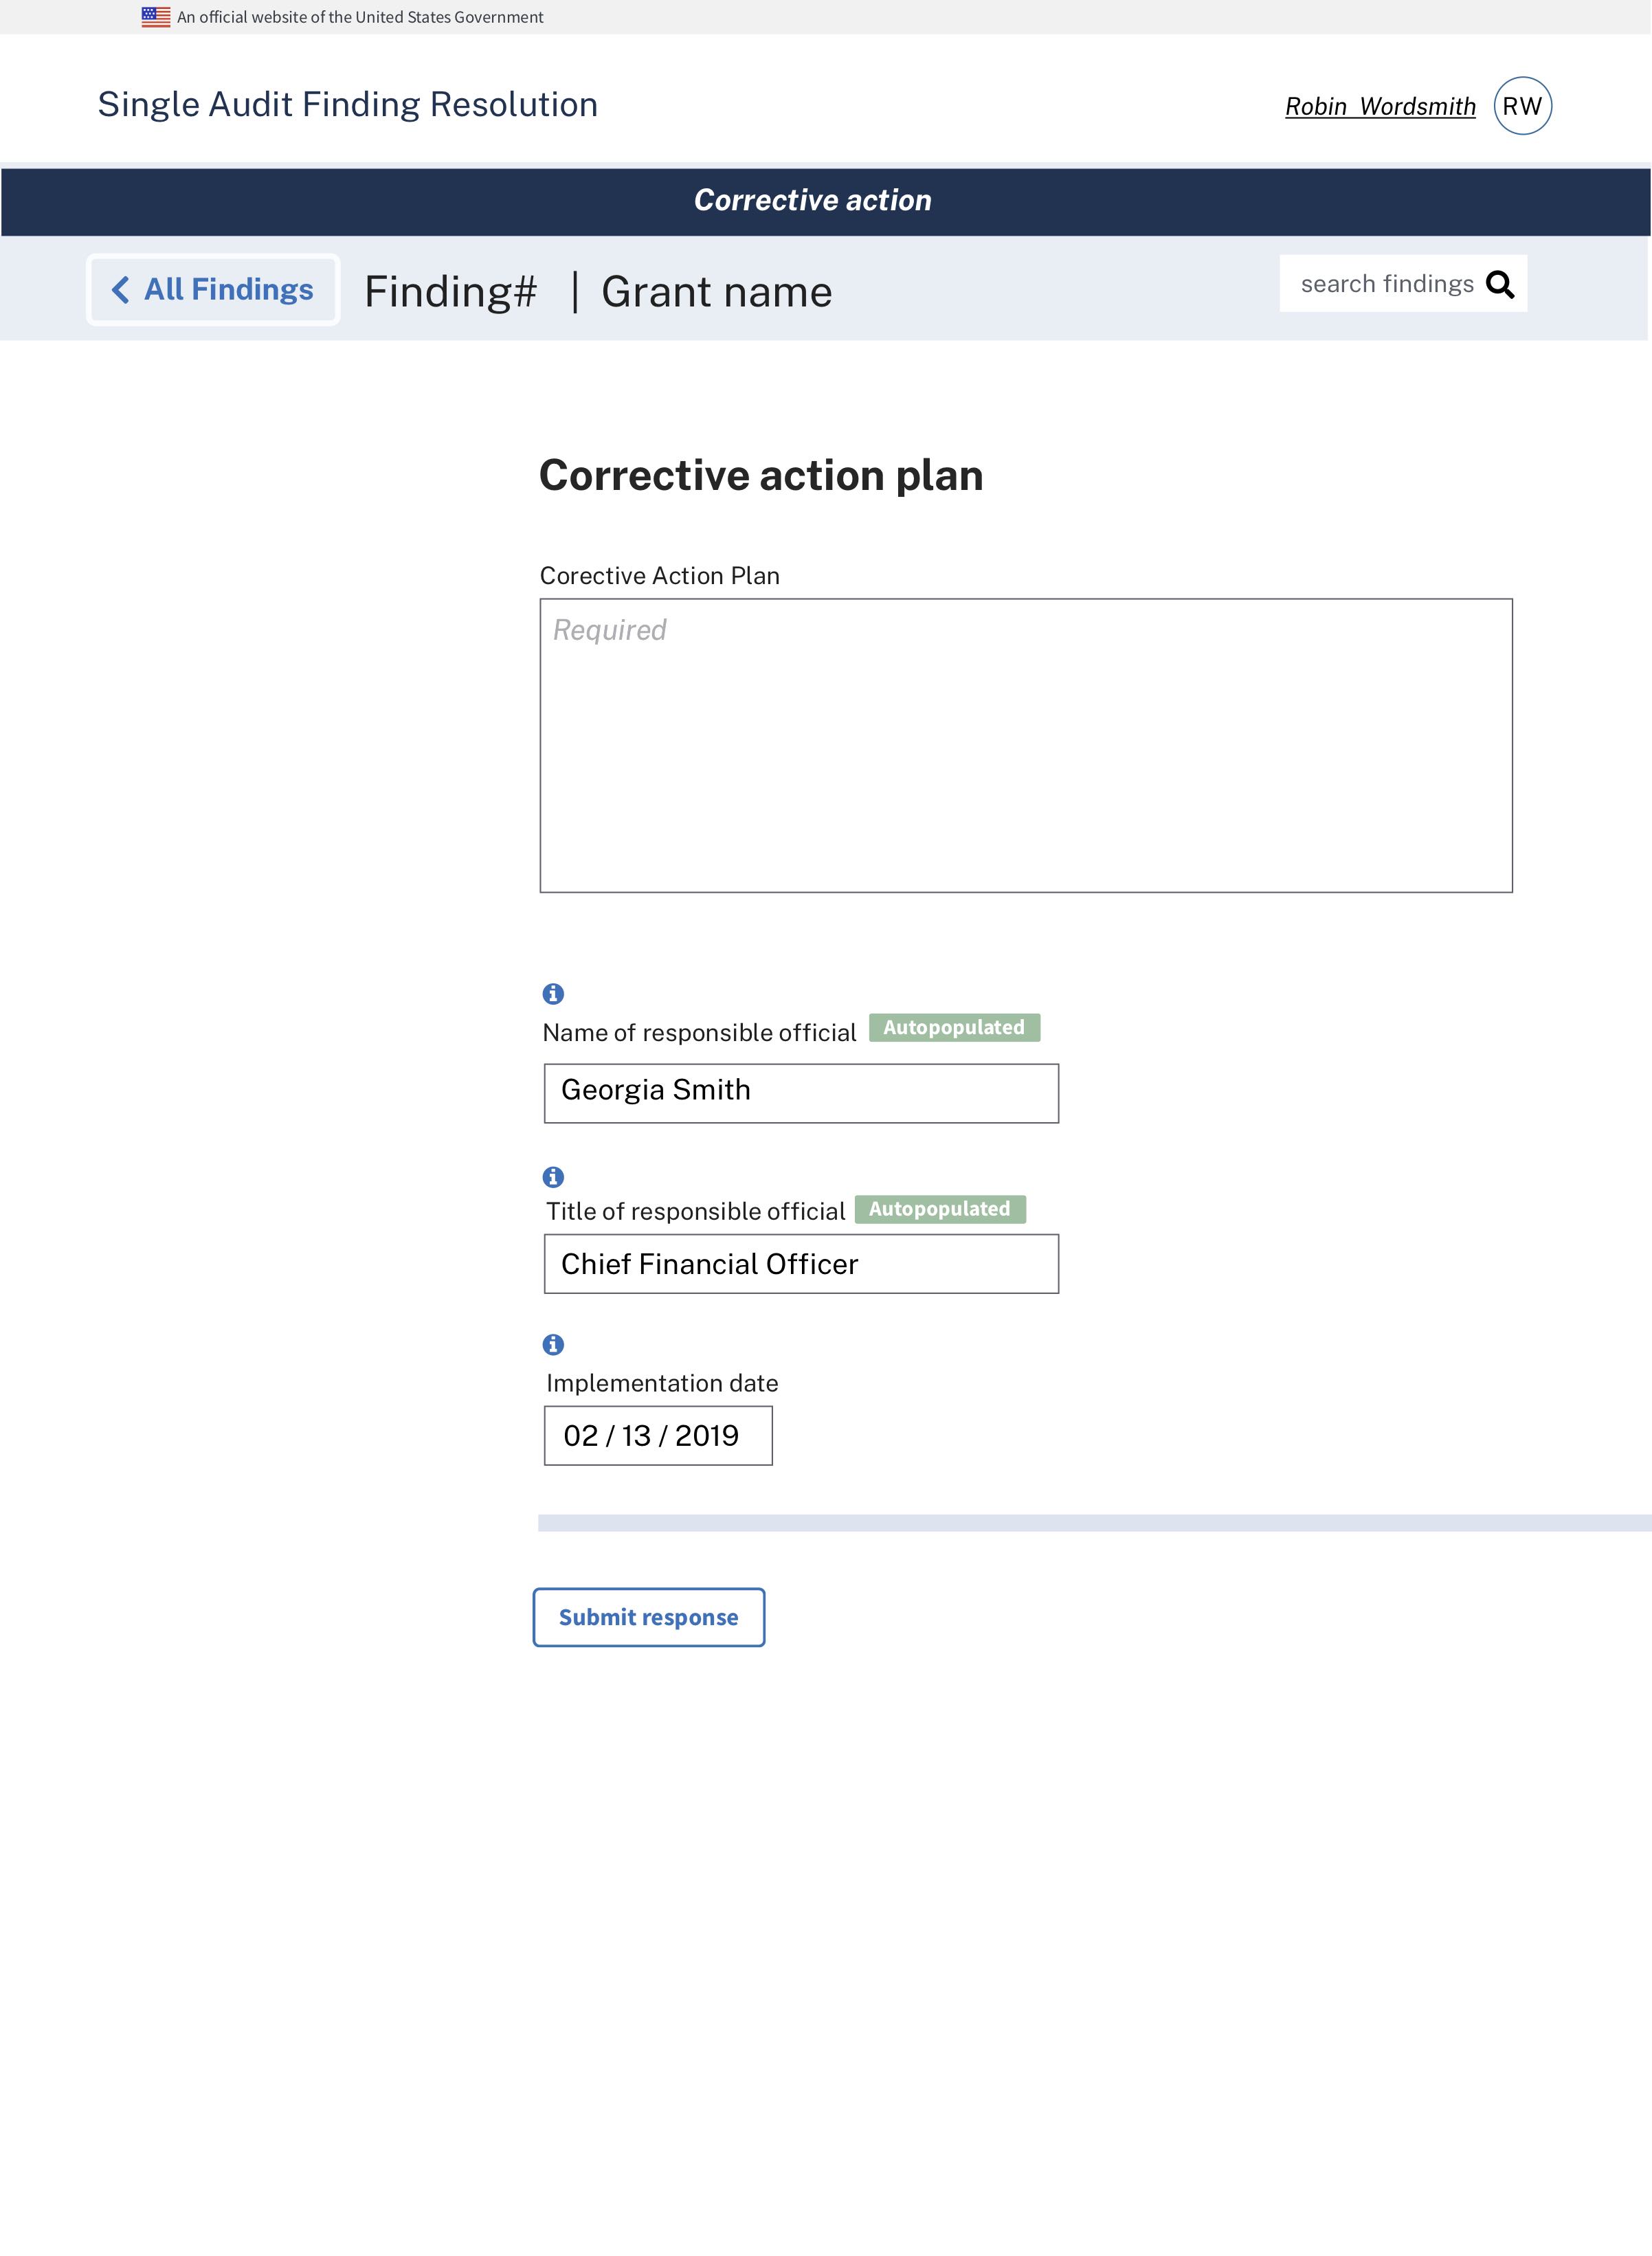 An official website of the United States Government
Single Audit Finding Resolution
Robin Wordsmith RW
Corrective action
All Findings Finding# | Grant name
search findings
Corrective action plan
Corective Action Plan
Required
Name of responsible official Autopopulated
Georgia Smith
Title of responsible official Autopopulated
Chief Financial Officer
Implementation date
02 / 13 / 2019
Submit response